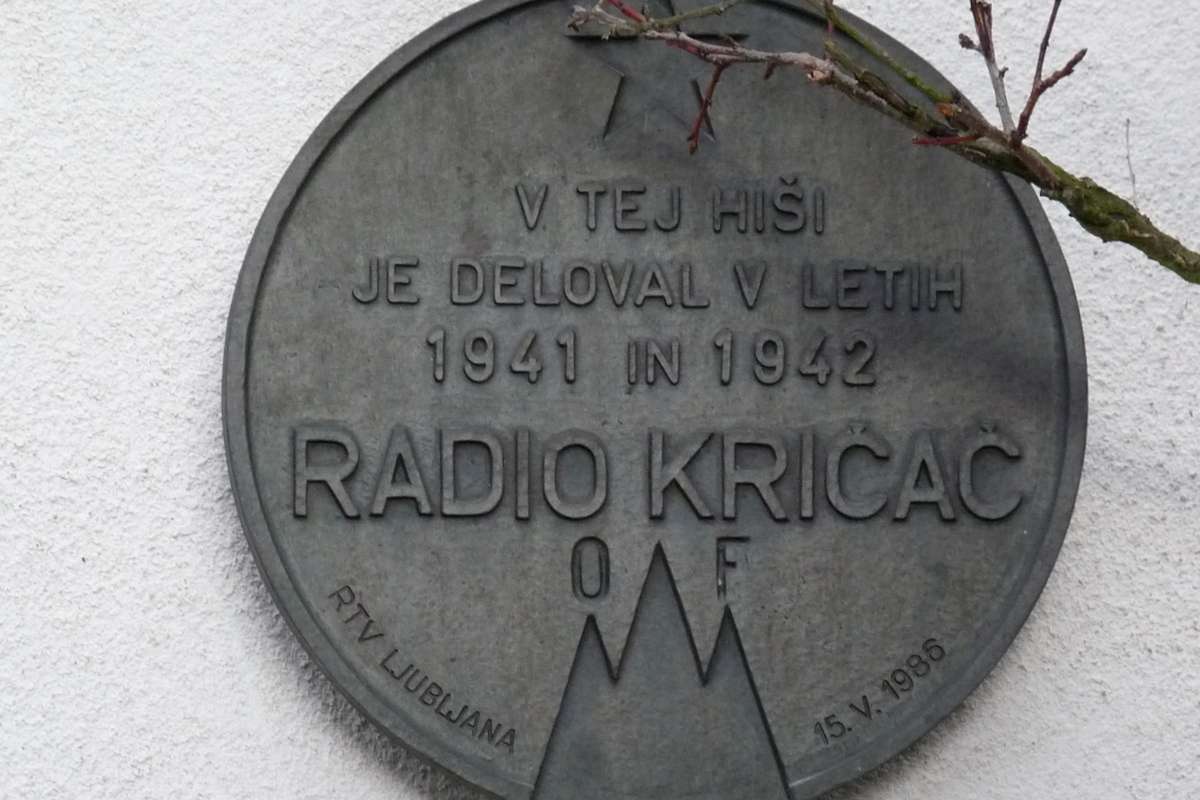 V TEJ HIŠI
JE DELOVAL V LETIH
1941 IN 1942
RADIO KRIČAČ
O F
RTV LJUBLJANA
15. V. 1986